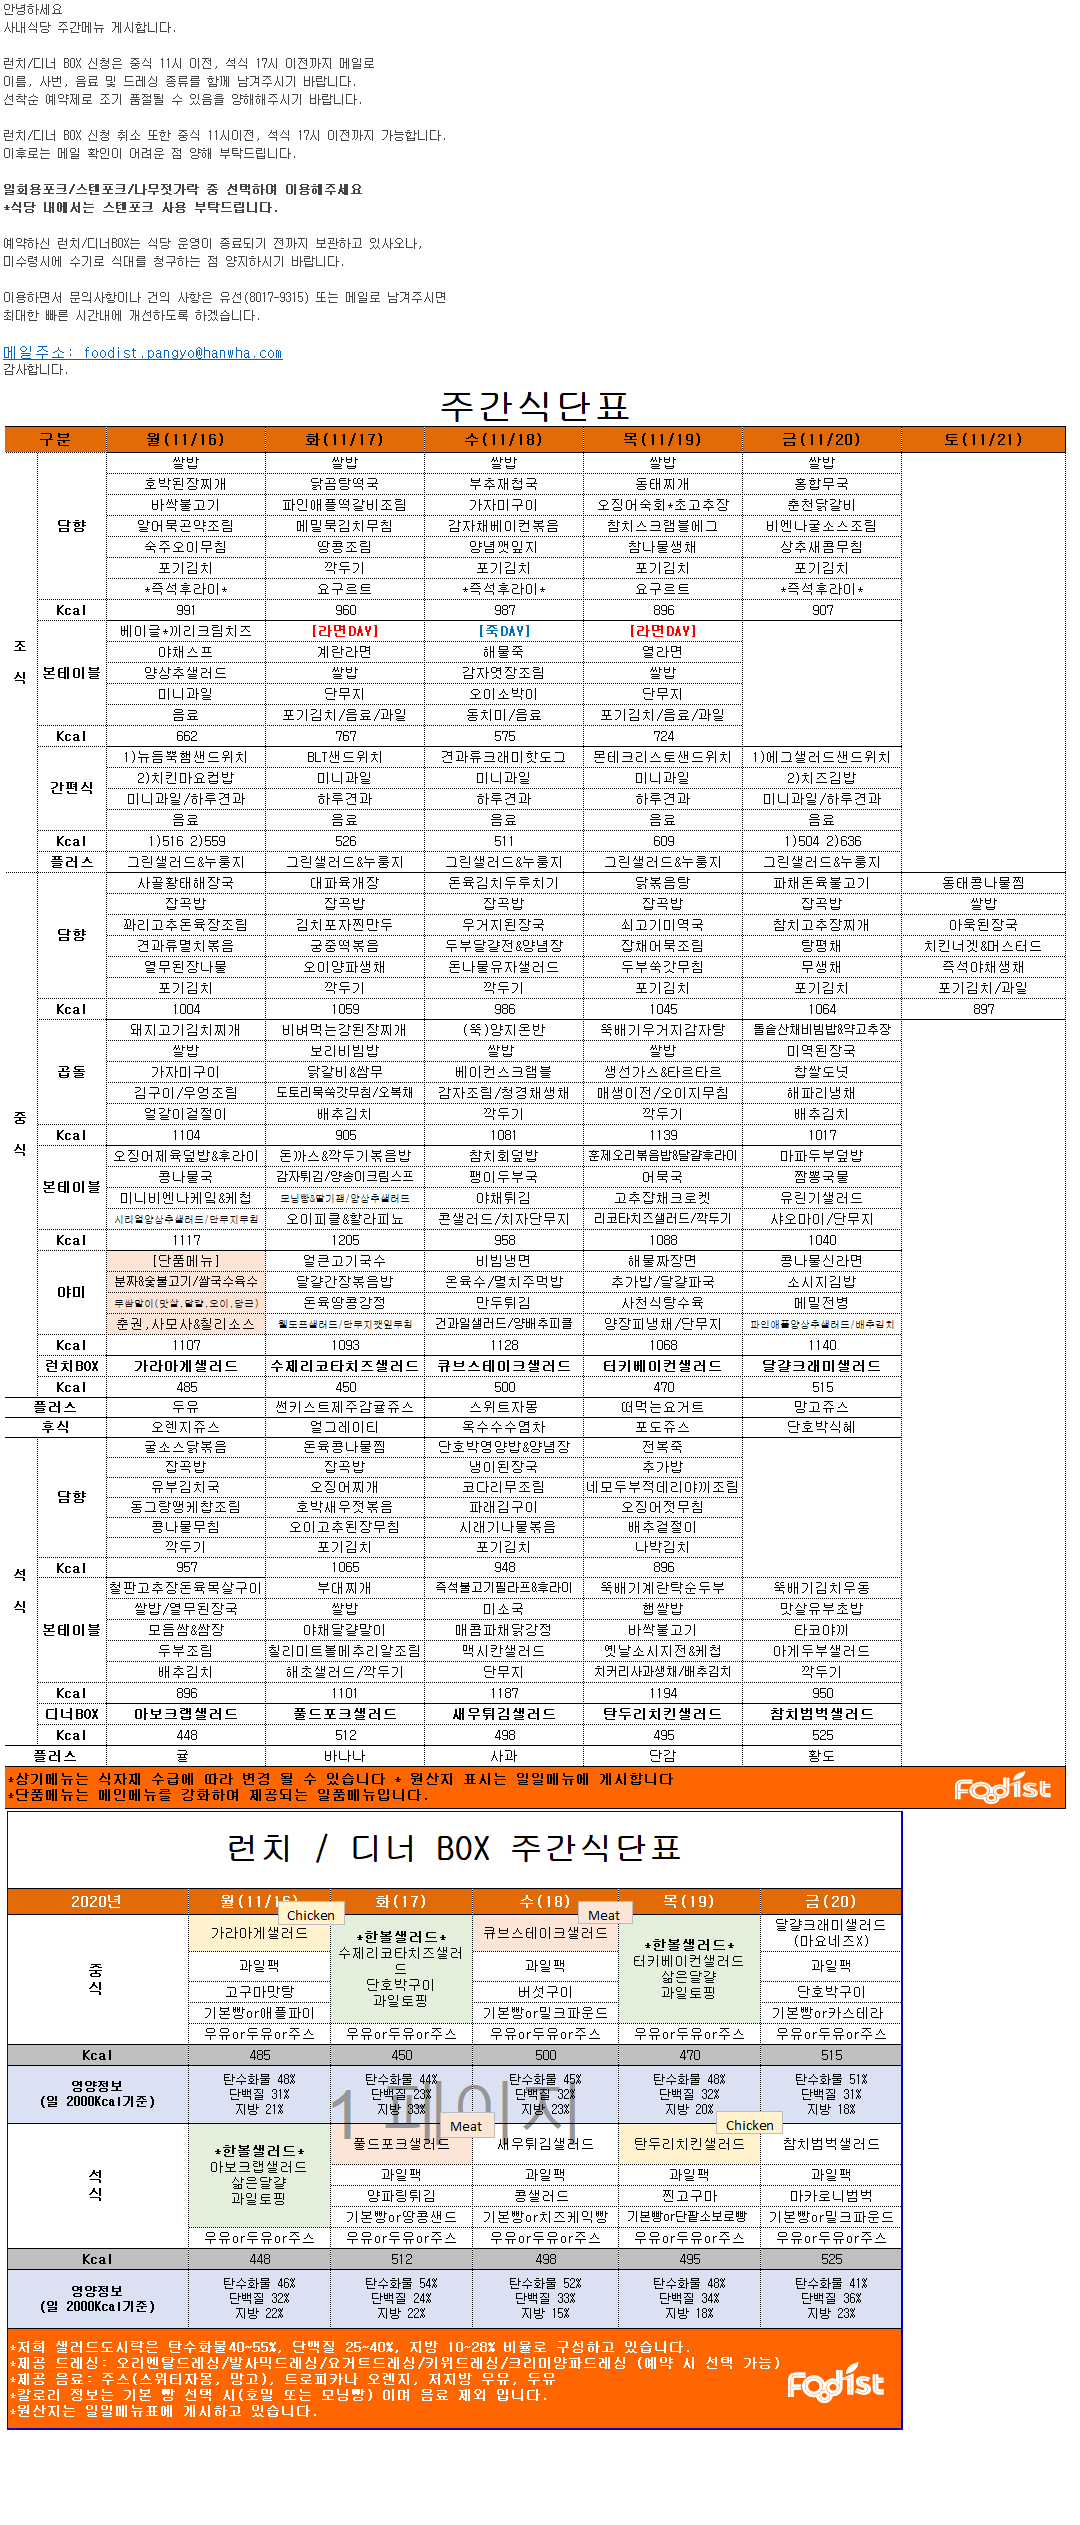 안녕하세요
사내식당 주간메뉴 게시합니다.
런치/디너 BOX 신청은 중식 11시 이전, 석식 17시 이전까지 메일로
이름, 사번, 음료 및 드레싱 종류를 함께 남겨주시기 바랍니다.
선착순 예약제로 조기 품절될 수 있음을 양해해주시기 바랍니다.
런치/디너 BOX 신청 취소 또한 중식 11시이전, 석식 17시 이전까지 가능합니다.
이후로는 메일 확인이 어려운 점 양해 부탁드립니다.
일회용포크/스텐포크/나무젓가락 중 선택하여 이용해주세요
*식당 내에서는 스텐포크 사용 부탁드립니다.
예약하신 런치/디너BOX는 식당 운영이 종료되기 전까지 보관하고 있사오나,
미수령시에 수기로 식대를 청구하는 점 양지하시기 바랍니다.
이용하면서 문의사항이나 건의 사항은 유선(8017-9315) 또는 메일로 남겨주시면
최대한 빠른 시간내에 개선하도록 하겠습니다.
메일주소: foodist.pangyo@hanwha.com
감사합니다.
주간식단표
구분 월(11/16) 화(11/17) 수(11/18) 목(11/19) 금(11/20) 토(11/21)
조식
담향
쌀밥 쌀밥 쌀밥 쌀밥 쌀밥
호박된장찌개 닭곰탕떡국 부추재첩국 동태찌개 홍합무국
바싹불고기 파인애플떡갈비조림 가자미구이 오징어숙회*초고추장 춘천닭갈비
알어묵곤약조림 메밀묵김치무침 감자채베이컨볶음 참치스크램블에그 비엔나굴소스조림
숙주오이무침 땅콩조림 양념깻잎지 참나물생채 상추새콤무침
포기김치 깍두기 포기김치 포기김치 포기김치
*즉석후라이* 요구르트 *즉석후라이* 요구르트 *즉석후라이*
Kcal 991 960 987 896 907
본테이블
베이글*끼리크림치즈 [라면DAY] [죽DAY] [라면DAY]
야채스프 계란라면 해물죽 열라면
양상추샐러드 쌀밥 감자엿장조림 쌀밥
미니과일 단무지 오이소박이 단무지
음료 포기김치/음료/과일 동치미/음료 포기김치/음료/과일
Kcal 662 767 575 724
간편식
1)뉴욕뿍햄샌드위치 BLT샌드위치 견과류크래미핫도그 몬테크리스토샌드위치 1)에그샐러드샌드위치
2)치킨마요컵밥 미니과일 미니과일 미니과일 2)치즈김밥
미니과일/하루견과 하루견과 하루견과 하루견과 미니과일/하루견과
음료 음료 음료 음료 음료
Kcal 1)516 2)559 526 511 609 1)504 2)636
플러스 그린샐러드&누룽지 그린샐러드&누룽지 그린샐러드&누룽지 그린샐러드&누룽지 그린샐러드&누룽지
중식
담향
사골황태해장국 대파육개장 돈육김치두루치기 닭볶음탕 파채돈육불고기 동태콩나물찜
잡곡밥 잡곡밥 잡곡밥 잡곡밥 잡곡밥 쌀밥
꽈리고추돈육장조림 김치포자찐만두 우거지된장국 쇠고기미역국 참치고추장찌개 아욱된장국
견과류멸치볶음 궁중떡볶음 두부달걀전&양념장 잡채어묵조림 탕평채 치킨너겟&머스터드
열무된장나물 오이양파생채 돈나물유자샐러드 두부쑥갓무침 무생채 즉석야채생채
포기김치 깍두기 깍두기 포기김치 포기김치 포기김치/과일
Kcal 1004 1059 986 1045 1064 897
곱돌
돼지고기김치찌개 비벼먹는강된장찌개 (뚝)양지온반 뚝배기우거지감자탕 돌솥산채비빔밥&약고추장
쌀밥 보리비빔밥 쌀밥 쌀밥 미역된장국
가자미구이 닭갈비&쌈무 베이컨스크램블 생선가스&타르타르 찹쌀도넛
김구이/우엉조림 도토리묵쑥갓무침/오복채 감자조림/청경채생채 매생이전/오이지무침 해파리냉채
얼갈이겉절이 배추김치 깍두기 깍두기 배추김치
Kcal 1104 905 1081 1139 1017
본테이블
오징어제육덮밥&후라이 돈까스&깍두기볶음밥 참치회덮밥 훈제오리볶음밥&달걀후라이 마파두부덮밥
콩나물국 감자튀김/양송이크림스프 팽이두부국 어묵국 짬뽕국물
미니비엔나케일&케첩 모닝빵&딸기잼/양상추샐러드 야채튀김 고추잡채크로켓 유린기샐러드
시리얼양상추샐러드/단무지무침 오이피클&할라피뇨 콘샐러드/치자단무지 리코타치즈샐러드/깍두기 샤오마이/단무지
Kcal 1117 1205 958 1088 1040
야미
[단품메뉴] 얼큰고기국수 비빔냉면 해물짜장면 콩나물신라면
분짜&숯불고기/쌀국수육수 달걀간장볶음밥 온육수/멸치주먹밥 추가밥/달걀파국 소시지김밥
무쌈말이(맛살,달걀,오이,당근) 돈육땅콩강정 만두튀김 사천식탕수육 메밀전병
춘권,사모사&칠리소스 웰도프샐러드/단무지깻잎무침 건과일샐러드/양배추피클 양장피냉채/단무지 파인애플양상추샐러드/배추김치
Kcal 1107 1093 1128 1068 1140
런치BOX 가라아게샐러드 수제리코타치즈샐러드 큐브스테이크샐러드 터키베이컨샐러드 달걀크래미샐러드
Kcal 485 450 500 470 515
플러스 두유 썬키스트제주감귤쥬스 스위트자몽 떠먹는요거트 망고쥬스
후식 오렌지쥬스 얼그레이티 옥수수수염차 포도쥬스 단호박식혜
석식
담향
굴소스닭볶음 돈육콩나물찜 단호박영양밥&양념장 전복죽
잡곡밥 잡곡밥 냉이된장국 추가밥
유부김치국 오징어찌개 코다리무조림 네모두부적데리야끼조림
동그랑땡케찹조림 호박새우젓볶음 파래김구이 오징어젓무침
콩나물무침 오이고추된장무침 시래기나물볶음 배추겉절이
깍두기 포기김치 포기김치 나박김치
Kcal 957 1065 948 896
본테이블
철판고추장돈육목살구이 부대찌개 즉석불고기필라프&후라이 뚝배기계란탁순두부 뚝배기김치우동
쌀밥/열무된장국 쌀밥 미소국 햅쌀밥 맛살유부초밥
모듬쌈&쌈장 야채달걀말이 매콤파채닭강정 바싹불고기 타코야끼
두부조림 칠리미트볼메추리알조림 맥시칸샐러드 옛날소시지전&케첩 아게두부샐러드
배추김치 해초샐러드/깍두기 단무지 치커리사과생채/배추김치 깍두기
Kcal 896 1101 1187 1194 950
디너BOX 아보크랩샐러드 풀드포크샐러드 새우튀김샐러드 탄두리치킨샐러드 참치범벅샐러드
Kcal 448 512 498 495 525
플러스 귤 바나나 사과 단감 황도
*상기메뉴는 식자재 수급에 따라 변경 될 수 있습니다 * 원산지 표시는 일일메뉴에 게시합니다
*단품메뉴는 메인메뉴를 강화하여 제공되는 일품메뉴입니다.
Foodist
런치 / 디너 BOX 주간식단표
2020년 월(11/16) 화(17) 수(18) 목(19) 금(20)
Chicken Meat
중식
가라아게샐러드 *한볼샐러드* 큐브스테이크샐러드 *한볼샐러드* 달걀크래미샐러드
(마요네즈X)
수제리코타치즈샐러드 터키베이컨샐러드
과일팩 단호박구이 과일팩 삶은달걀 과일팩
고구마맛탕 과일토핑 버섯구이 과일토핑 단호박구이
기본빵or애플파이 기본빵or밀크파운드 기본빵or카스테라
우유or두유or주스 우유or두유or주스 우유or두유or주스 우유or두유or주스 우유or두유or주스
Kcal 485 450 500 470 515
영양정보
(일 2000Kcal기준)
탄수화물 48% 탄수화물 44% 탄수화물 45% 탄수화물 48% 탄수화물 51%
단백질 31% 단백질 23% 단백질 32% 단백질 32% 단백질 31%
지방 21% 지방 33% 지방 23% 지방 20% 지방 18%
1 페이지
Meat Chicken
석식
*한볼샐러드* 풀드포크샐러드 새우튀김샐러드 탄두리치킨샐러드 참치범벅샐러드
아보크랩샐러드 과일팩 과일팩 과일팩 과일팩
삶은달걀 양파링튀김 콩샐러드 찐고구마 마카로니범벅
과일토핑 기본빵or땅콩샌드 기본빵or치즈케익빵 기본빵or단팥소보로빵 기본빵or밀크파운드
우유or두유or주스 우유or두유or주스 우유or두유or주스 우유or두유or주스 우유or두유or주스
Kcal 448 512 498 495 525
영양정보
(일 2000Kcal기준)
탄수화물 46% 탄수화물 54% 탄수화물 52% 탄수화물 48% 탄수화물 41%
단백질 32% 단백질 24% 단백질 33% 단백질 34% 단백질 36%
지방 22% 지방 22% 지방 15% 지방 18% 지방 23%
*저희 샐러드도시락은 탄수화물40~55%, 단백질 25~40%, 지방 10~28% 비율로 구성하고 있습니다.
*제공 드레싱: 오리엔탈드레싱/발사믹드레싱/요거트드레싱/키위드레싱/크리미양파드레싱 (예약 시 선택 가능)
*제공 음료: 주스(스위티자몽, 망고), 트로피카나 오렌지, 저지방 우유, 두유
*칼로리 정보는 기본 빵 선택 시(호밀 또는 모닝빵) 이며 음료 제외 입니다.
*원산지는 일일메뉴표에 게시하고 있습니다.
Foodist